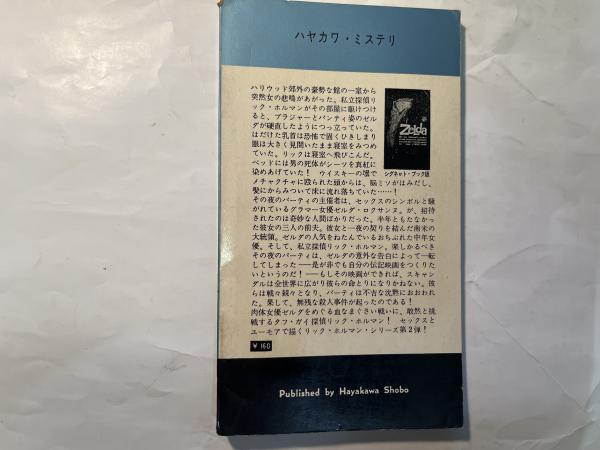 ハヤカワ・ミステリ
ハリウッド郊外の豪勢な館の一室から
突然女の悲鳴があがった。私立探偵リ
ック・ホルマンがその部屋に駆けつけ
ると、ブラジャーとパンティ姿のゼル
ダが硬直したようにつっ立っていた。
はだけた乳首は恐怖で固くひきしまり
眼は大きく見開いたまま寝室をみつめ
ていた。リックは寝室へ飛びこんだ。
ベッドには男の死体がシーツを真紅に
染めあげていた！ ウイスキーの壜で
メチャクチャに殴られた頭からは、脳ミソがはみだし、
髪にからみついて床に流れ落ちていた……！
その夜のパーティの主催者は、セックスのシンボルと騒
がれているグラマー女優ゼルダ・ロクサンヌ。が、招待
されたのは奇妙な人間ばかりだった。半年ともたなかっ
た彼女の三人の前夫。彼女と一夜の契りを結んだ南米の
大統領。ゼルダの人気をねたんでいるおちぶれた中年女
優。そして、私立探偵リック・ホルマン。楽しかるべき
その夜のパーティは、ゼルダの意外な告白によって一転
してしまった――是が非でも自分の伝記映画をつくりた
いというのだ！――もしその映画ができれば、スキャン
ダルは全世界に広がり彼らの命とりになりかねない。彼
らは戦々兢々となり、パーティは不吉な沈黙におおわれ
た。果して、無残な殺人事件が起ったのである！
肉体女優ゼルダをめぐる血なまぐさい戦いに、敢然と挑
戦するタフ・ガイ探偵リック・ホルマン！ セックスと
ユーモアで描くリック・ホルマン・シリーズ第２弾！
Zelda
シグネット・ブック版
¥ 160
Published by Hayakawa Shobo